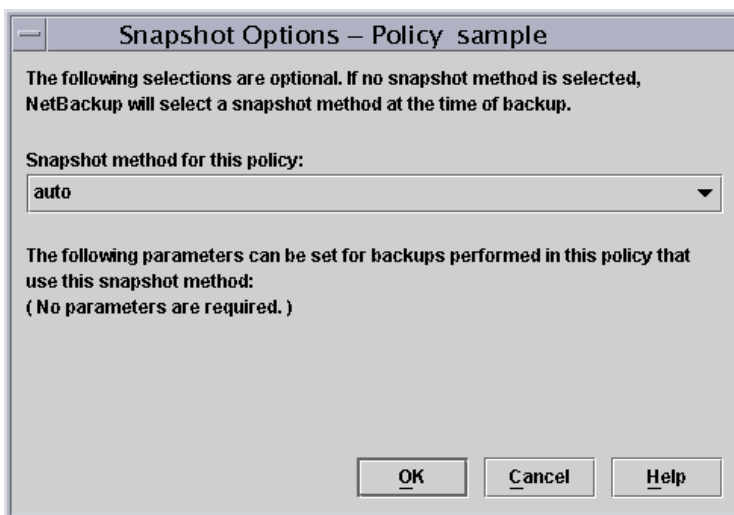 Snapshot Options – Policy sample
The following selections are optional. If no snapshot method is selected,
NetBackup will select a snapshot method at the time of backup.
Snapshot method for this policy:
auto
The following parameters can be set for backups performed in this policy that
use this snapshot method:
( No parameters are required. )
OK
Cancel
Help